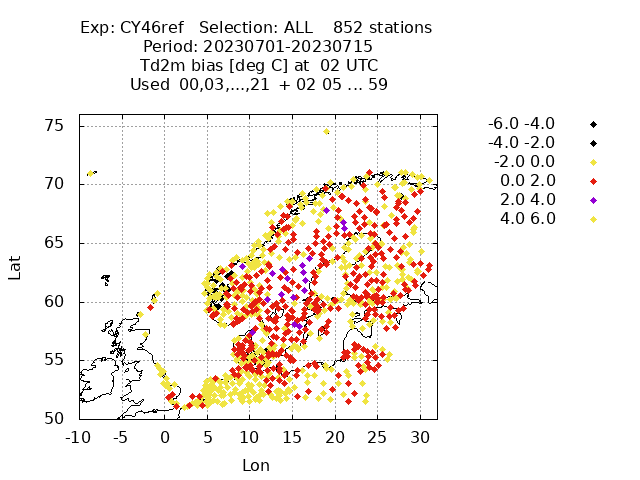 Exp: CY46ref   Selection: ALL    852 stations
Period: 20230701-20230715
Td2m bias [deg C] at  02 UTC
Used  00,03,...,21  + 02 05 ... 59
-6.0 -4.0
-4.0 -2.0
-2.0 0.0
0.0 2.0
2.0 4.0
4.0 6.0
Lat
75
70
65
60
55
50
-10 -5 0 5 10 15 20 25 30
Lon